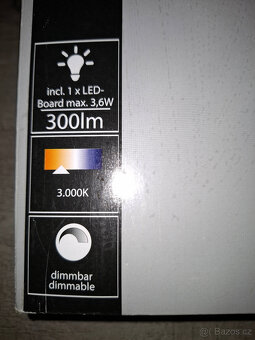 incl. 1 x LED-
Board max. 3,6W
300lm
3.000K
dimmbar
dimmable
Bazos.cz